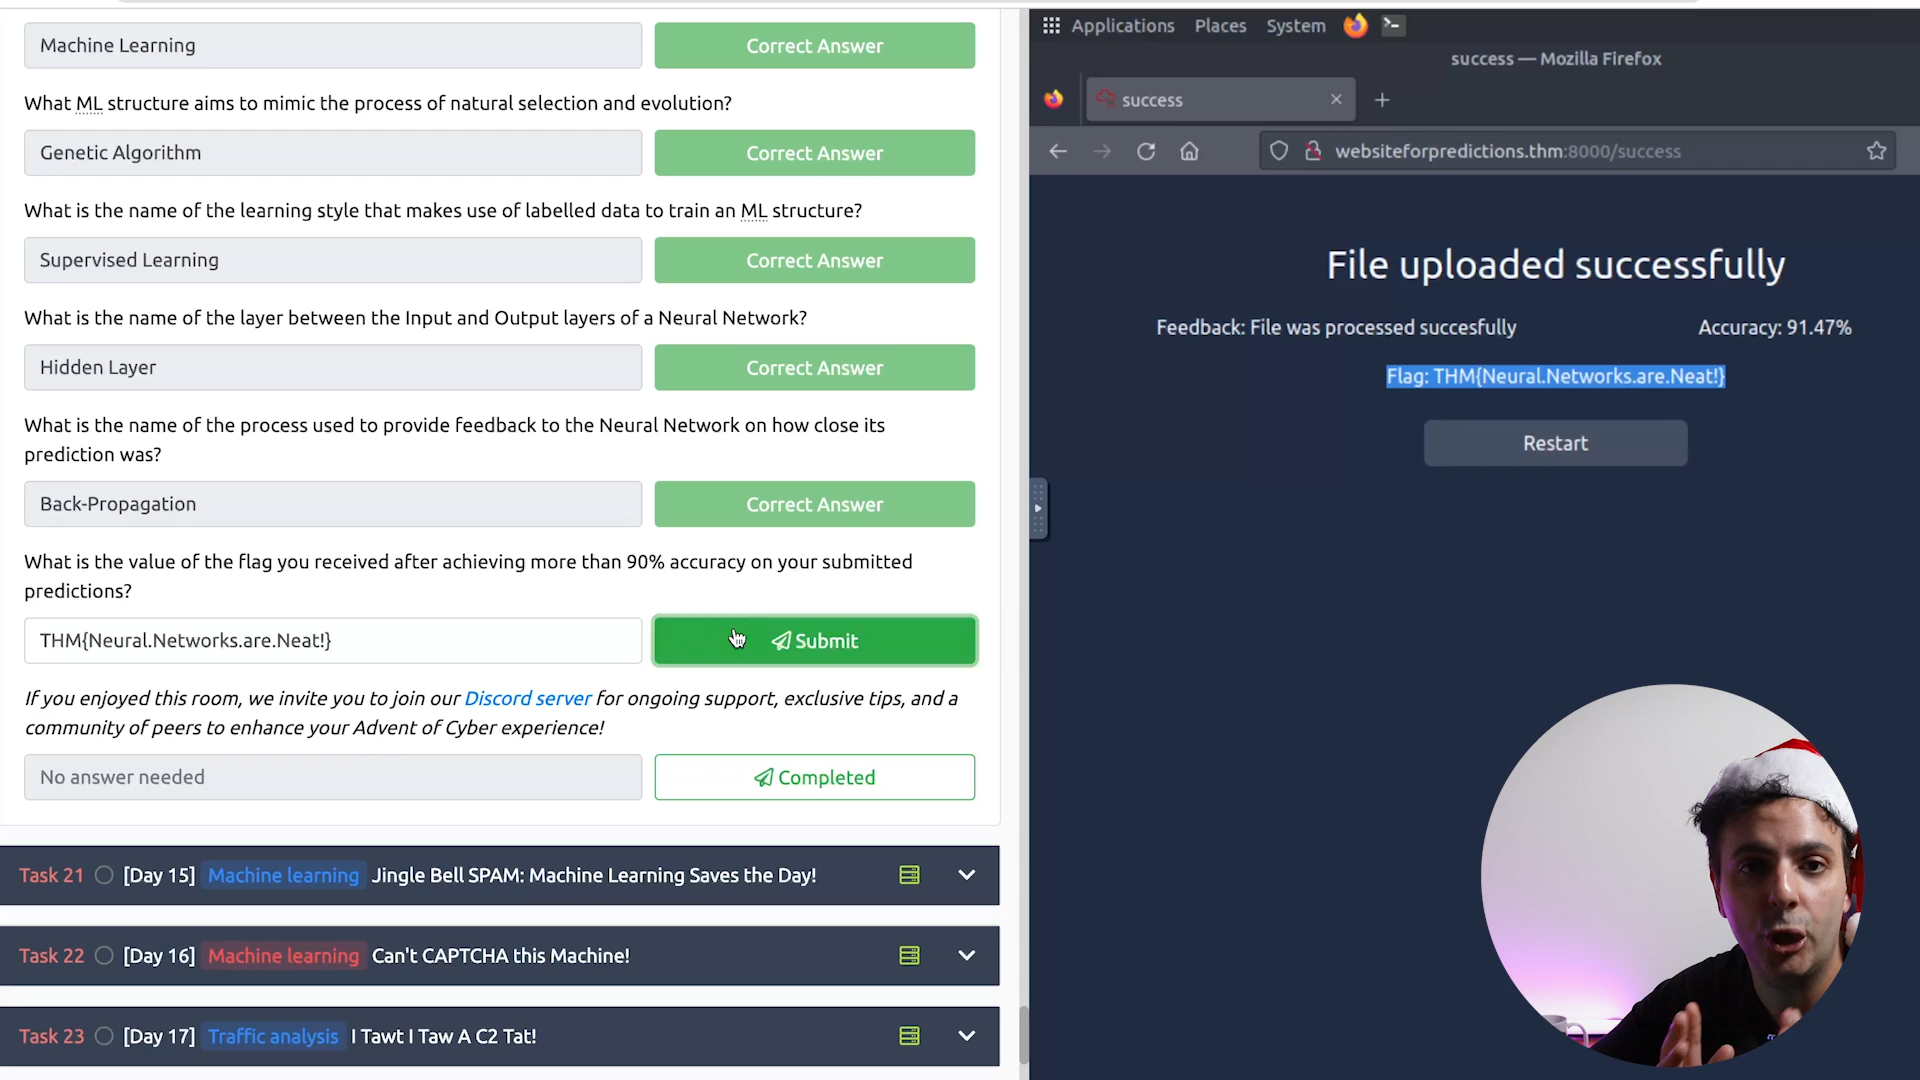 Machine Learning
Correct Answer
What ML structure aims to mimic the process of natural selection and evolution?
Genetic Algorithm
Correct Answer
What is the name of the learning style that makes use of labelled data to train an ML structure?
Supervised Learning
Correct Answer
What is the name of the layer between the Input and Output layers of a Neural Network?
Hidden Layer
Correct Answer
What is the name of the process used to provide feedback to the Neural Network on how close its
prediction was?
Back-Propagation
Correct Answer
What is the value of the flag you received after achieving more than 90% accuracy on your submitted
predictions?
THM{Neural.Networks.are.Neat!}
Submit
If you enjoyed this room, we invite you to join our Discord server for ongoing support, exclusive tips, and a
community of peers to enhance your Advent of Cyber experience!
No answer needed
Completed
Task 21 [Day 15] Machine learning Jingle Bell SPAM: Machine Learning Saves the Day!
Task 22 [Day 16] Machine learning Can't CAPTCHA this Machine!
Task 23 [Day 17] Traffic analysis I Tawt I Taw A C2 Tat!
Applications Places System
success — Mozilla Firefox
success
websiteforpredictions.thm:8000/success
File uploaded successfully
Feedback: File was processed succesfully
Accuracy: 91.47%
Flag: THM{Neural.Networks.are.Neat!}
Restart